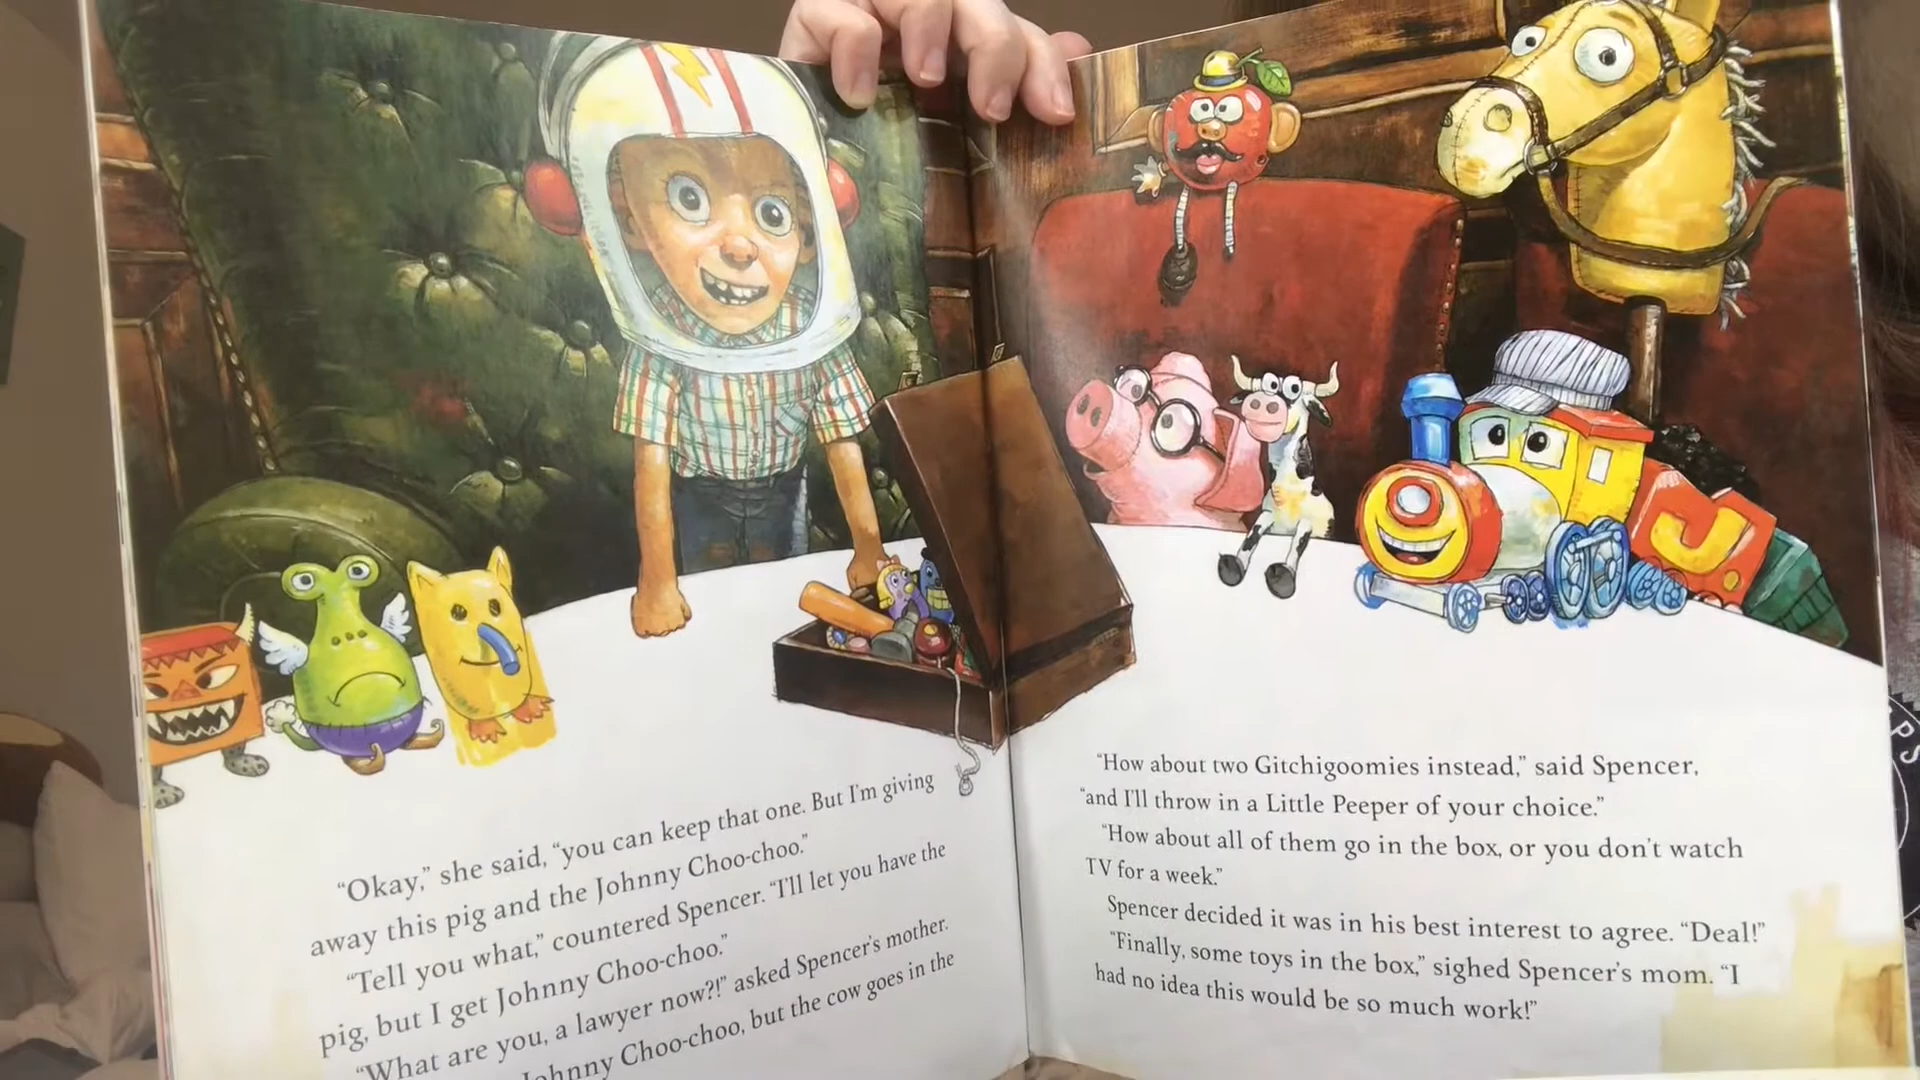 “Okay,” she said, “you can keep that one. But I’m giving
away this pig and the Johnny Choo-choo.”
“Tell you what,” countered Spencer. “I’ll let you have the
pig, but I get Johnny Choo-choo.”
“What are you, a lawyer now?!” asked Spencer’s mother.
Johnny Choo-choo, but the cow goes in the
“How about two Gitchigoomies instead,” said Spencer,
“and I’ll throw in a Little Peeper of your choice.”
“How about all of them go in the box, or you don’t watch
TV for a week.”
Spencer decided it was in his best interest to agree. “Deal!”
“Finally, some toys in the box,” sighed Spencer’s mom. “I
had no idea this would be so much work!”
J